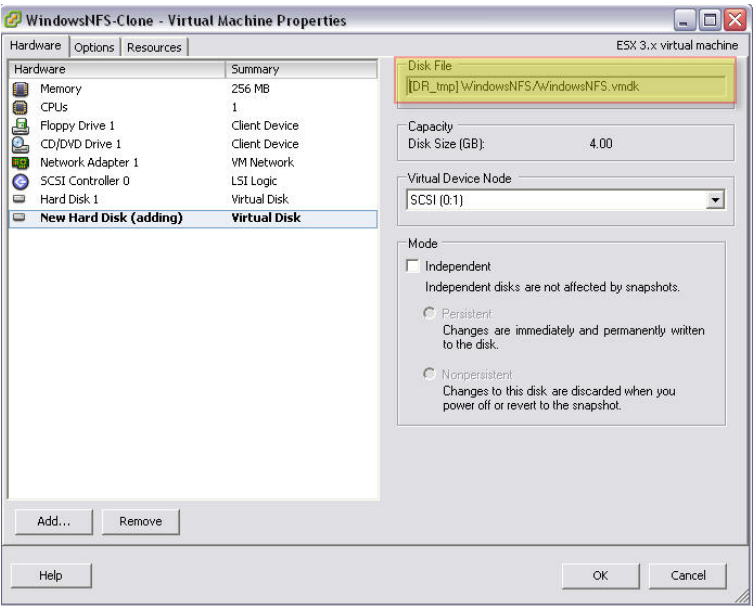 WindowsNFS-Clone - Virtual Machine Properties
Hardware Options Resources ESX 3.x virtual machine
Hardware Summary
Memory 256 MB
CPUs 1
Floppy Drive 1 Client Device
CD/DVD Drive 1 Client Device
Network Adapter 1 VM Network
SCSI Controller 0 LSI Logic
Hard Disk 1 Virtual Disk
New Hard Disk (adding) Virtual Disk
Add... Remove
Disk File
[DR_tmp] WindowsNFS/WindowsNFS.vmdk
Capacity
Disk Size (GB): 4.00
Virtual Device Node
SCSI (0:1)
Mode
Independent
Independent disks are not affected by snapshots.
Persistent
Changes are immediately and permanently written
to the disk.
Nonpersistent
Changes to this disk are discarded when you
power off or revert to the snapshot.
Help OK Cancel